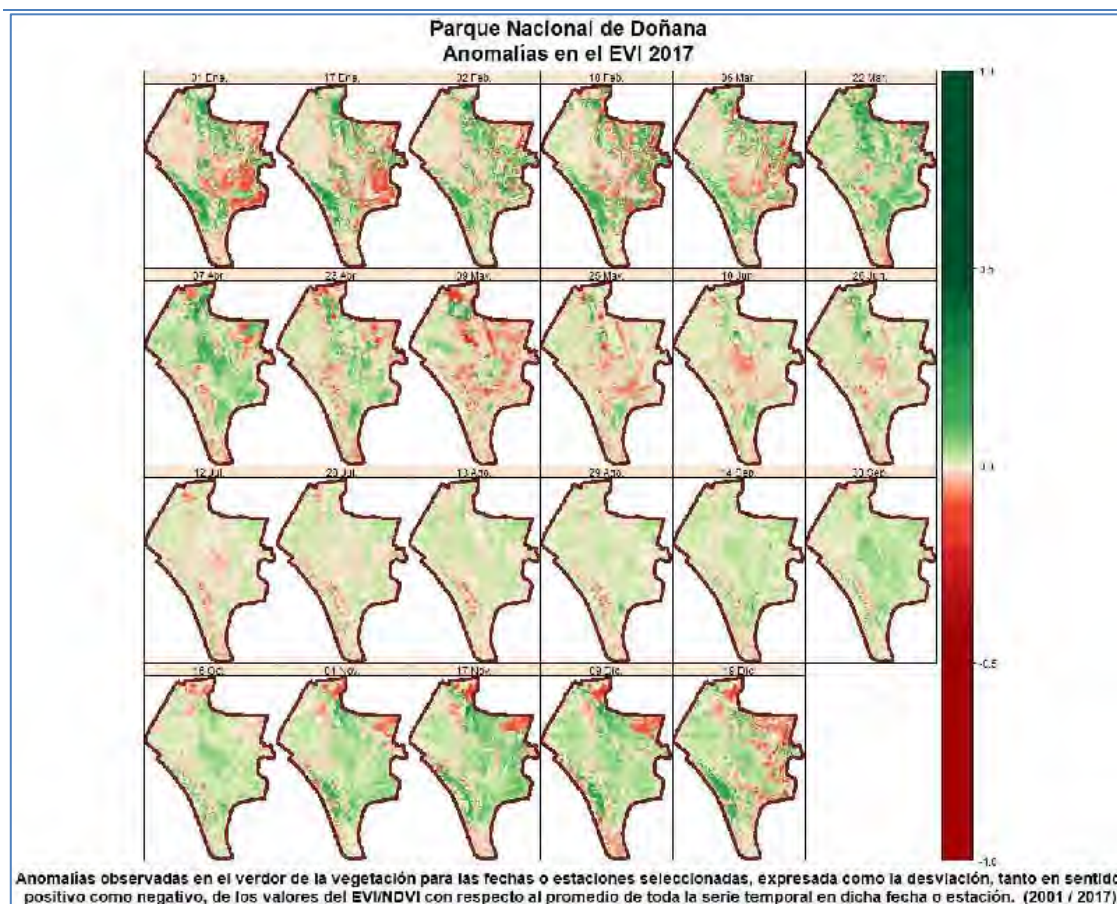 Parque Nacional de Doñana
Anomalías en el EVI 2017
01 Ene. 17 Ene. 02 Feb. 18 Feb. 06 Mar. 22 Mar.
07 Apr. 23 Abr. 09 May. 25 May. 10 Jun. 26 Jun.
12 Jul. 28 Jul. 13 Ago. 29 Ago. 14 Sep. 30 Sep.
16 Oc. 01 Nov. 17 Nov. 09 Dic. 19 Dic.
0.5
0.0
-0.5
-1.0
Anomalías observadas en el verdor de la vegetación para las fechas o estaciones seleccionadas, expresada como la desviación, tanto en sentido
positivo como negativo, de los valores del EVI/NDVI con respecto al promedio de toda la serie temporal en dicha fecha o estación. (2001 / 2017)